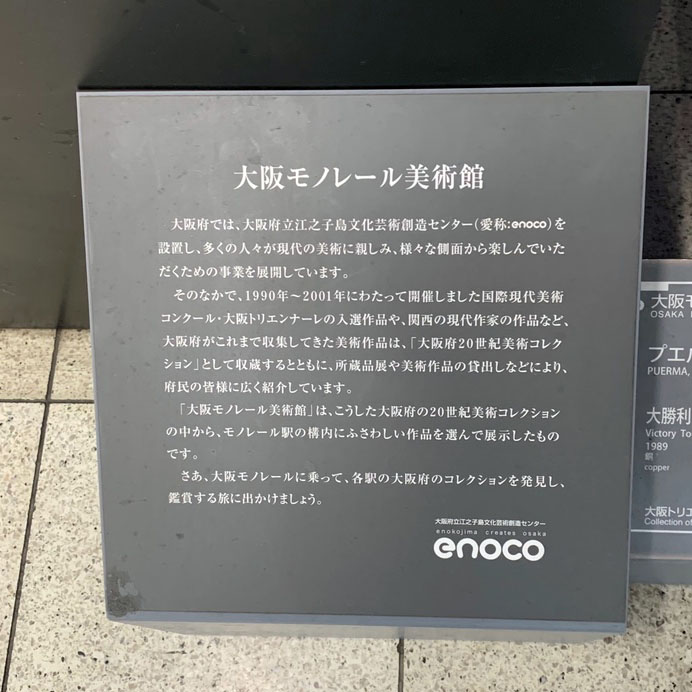 大阪モノレール美術館
大阪府では、大阪府立江之子島文化芸術創造センター(愛称:enoco)を
設置し、多くの人々が現代の美術に親しみ、様々な側面から楽しんでいた
だくための事業を展開しています。
そのなかで、1990年～2001年にわたって開催しました国際現代美術
コンクール・大阪トリエンナーレの入選作品や、関西の現代作家の作品など、
大阪府がこれまで収集してきた美術作品は、「大阪府20世紀美術コレク
ション」として収蔵するとともに、所蔵品展や美術作品の貸出しなどにより、
府民の皆様に広く紹介しています。
「大阪モノレール美術館」は、こうした大阪府の20世紀美術コレクション
の中から、モノレール駅の構内にふさわしい作品を選んで展示したもの
です。
さあ、大阪モノレールに乗って、各駅の大阪府のコレクションを発見し、
鑑賞する旅に出かけましょう。
大阪府立江之子島文化芸術創造センター
enokojima creates osaka
enoco
大阪モ
OSAKA
プエル
PUERMA,
大勝利
Victory To
1989
銅
copper
大阪トリエ
Collection of